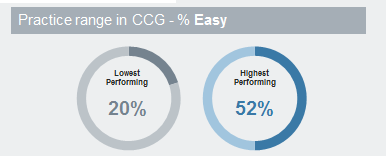 Practice range in CCG - % Easy
Lowest
Performing
20%
Highest
Performing
52%